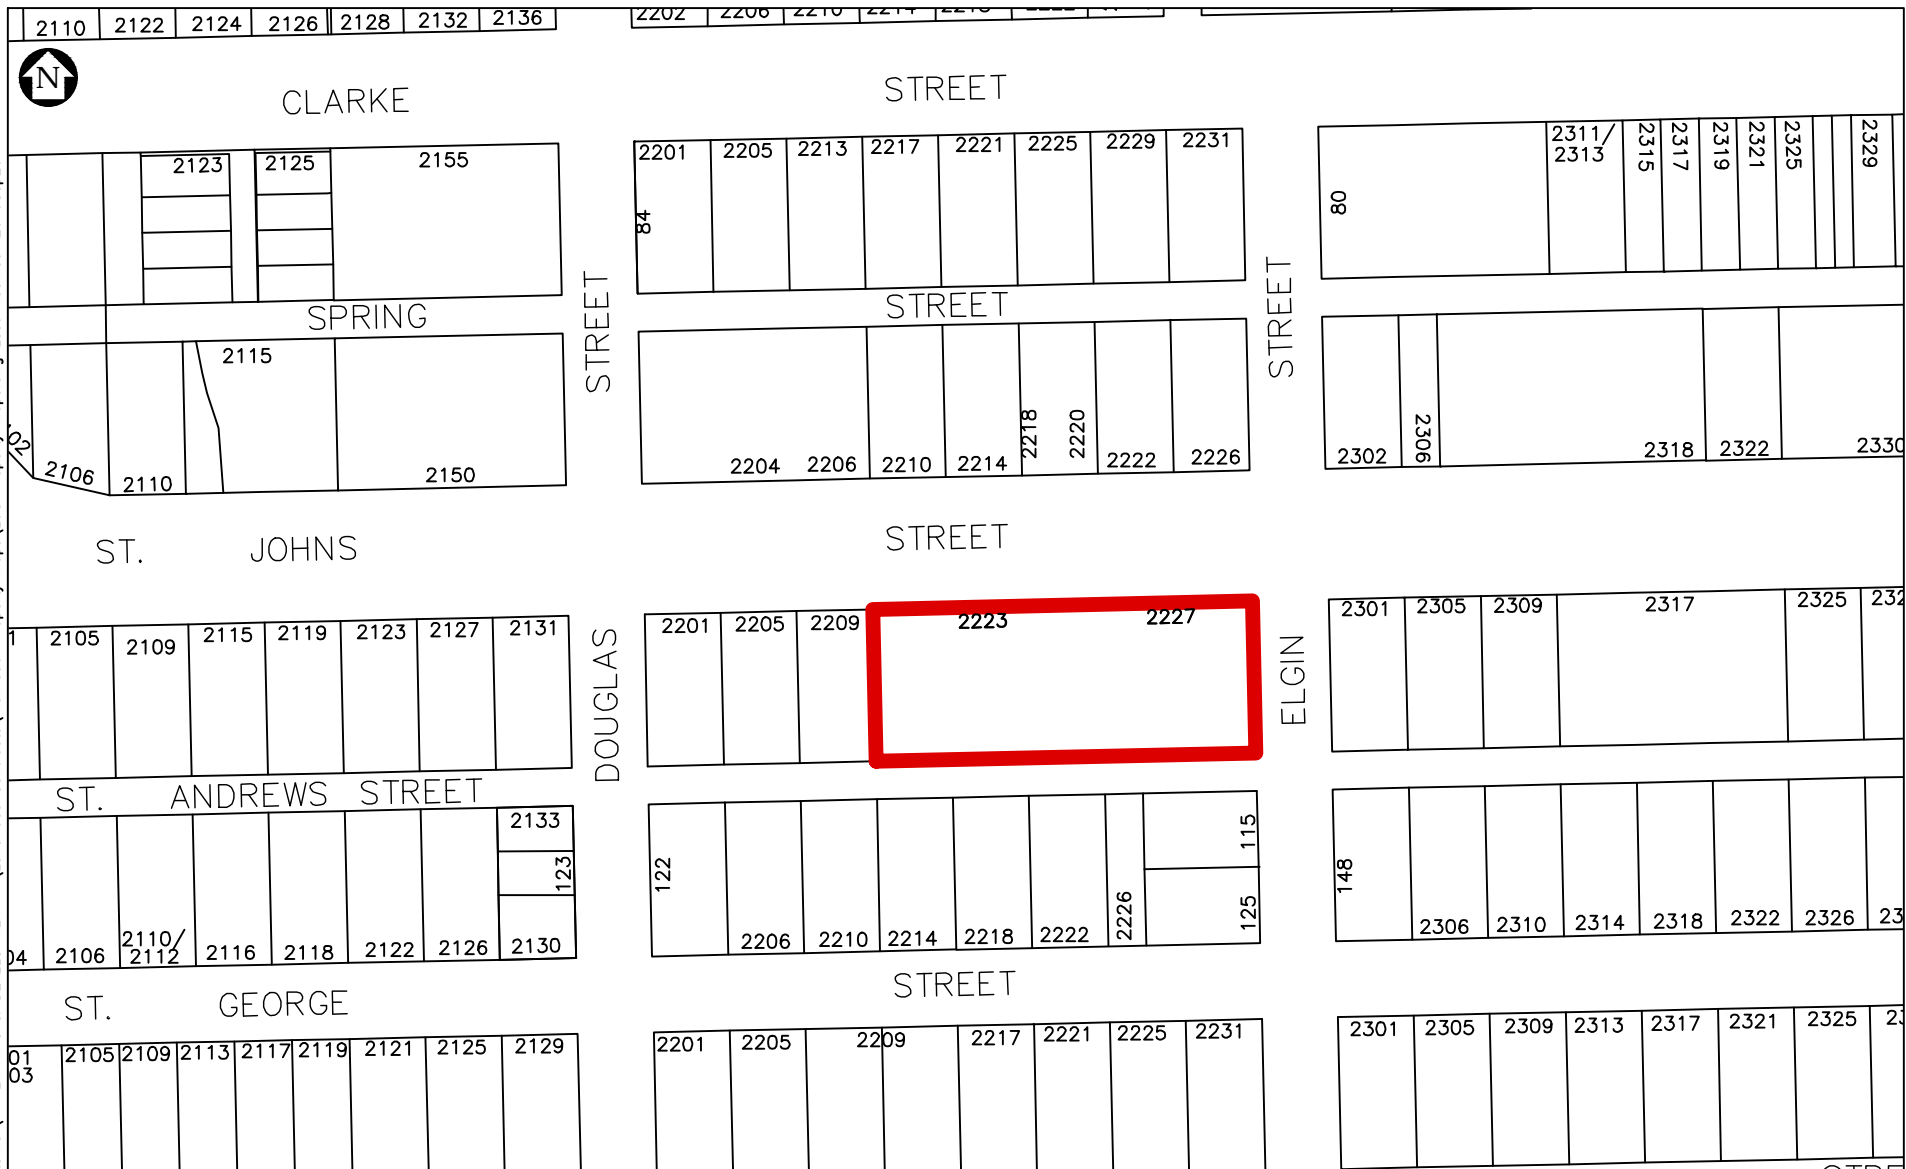 2110 2122 2124 2126 2128 2132 2136 2202 2206 2210 2214
N
CLARKE STREET
2123 2125 2155
2201 2205 2213 2217 2221 2225 2229 2231
84
2311/
2313
2315 2317 2319 2321 2325 2329
80
SPRING STREET
STREET
STREET
2115
2106 2110 2150
2204 2206 2210 2214 2218 2220 2222 2226
2302 2306 2318 2322 2330
ST. JOHNS STREET
2105 2109 2115 2119 2123 2127 2131
2201 2205 2209 2223 2227
2301 2305 2309 2317 2325
DOUGLAS
ELGIN
ST. ANDREWS STREET
2133
123
2106
2110/
2112
2116 2118 2122 2126 2130
122
2206 2210 2214 2218 2222 2226
115
125
148
2306 2310 2314 2318 2322 2326
ST. GEORGE STREET
2105 2109 2113 2117 2119 2121 2125 2129
2201 2205 2209 2217 2221 2225 2231
2301 2305 2309 2313 2317 2321 2325